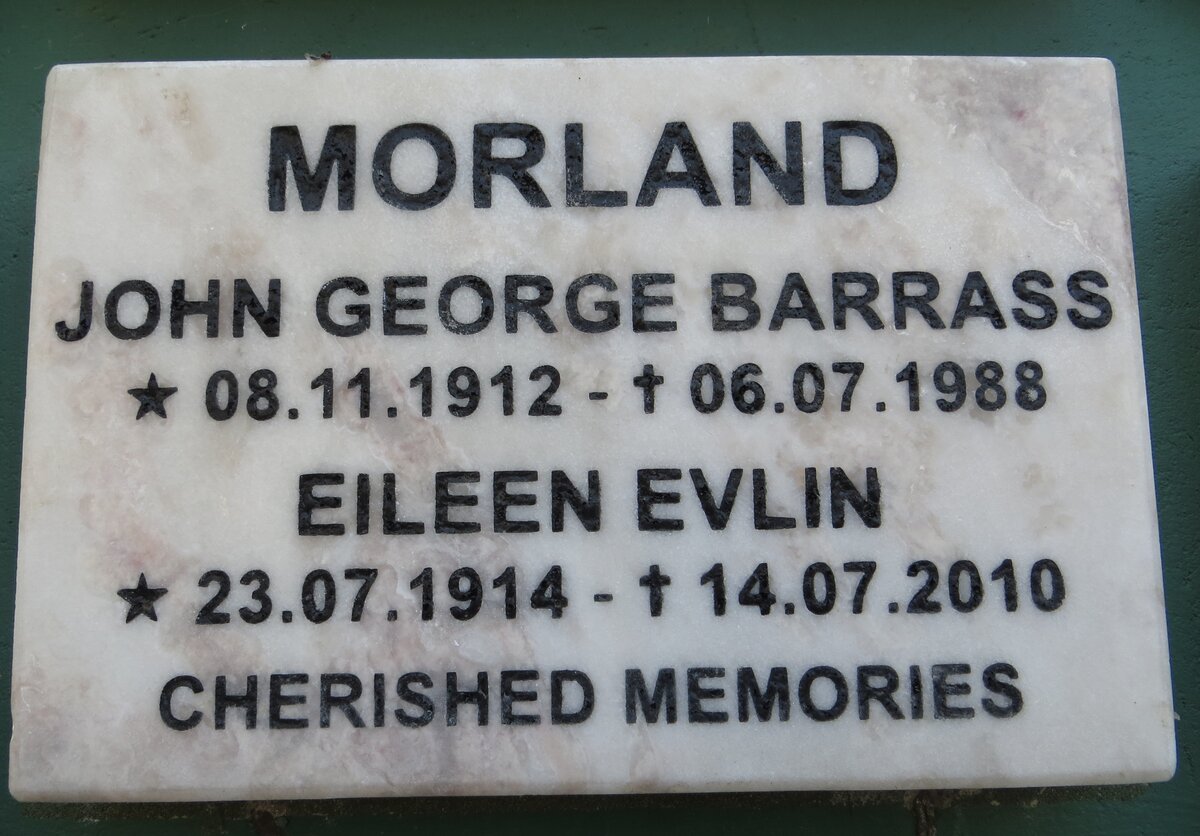 MORLAND
JOHN GEORGE BARRASS
★ 08.11.1912 - ✝ 06.07.1988
EILEEN EVLIN
★ 23.07.1914 - ✝ 14.07.2010
CHERISHED MEMORIES